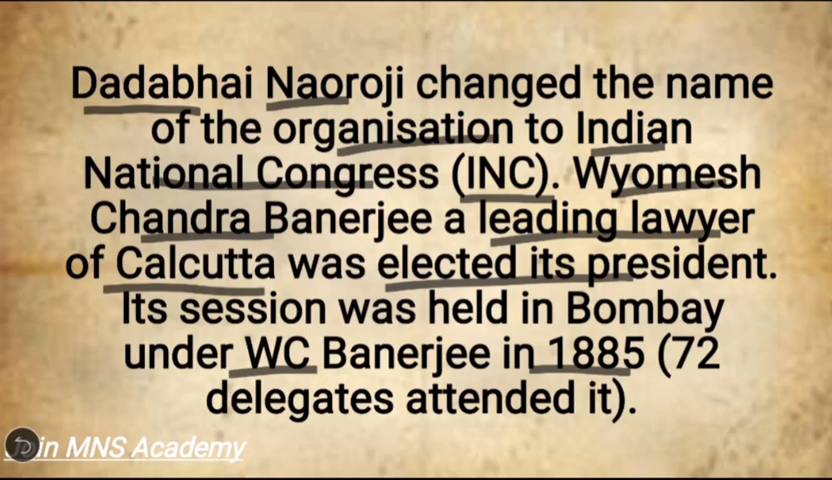 Dadabhai Naoroji changed the name
of the organisation to Indian
National Congress (INC). Wyomesh
Chandra Banerjee a leading lawyer
of Calcutta was elected its president.
Its session was held in Bombay
under WC Banerjee in 1885 (72
delegates attended it).
in MNS Academy